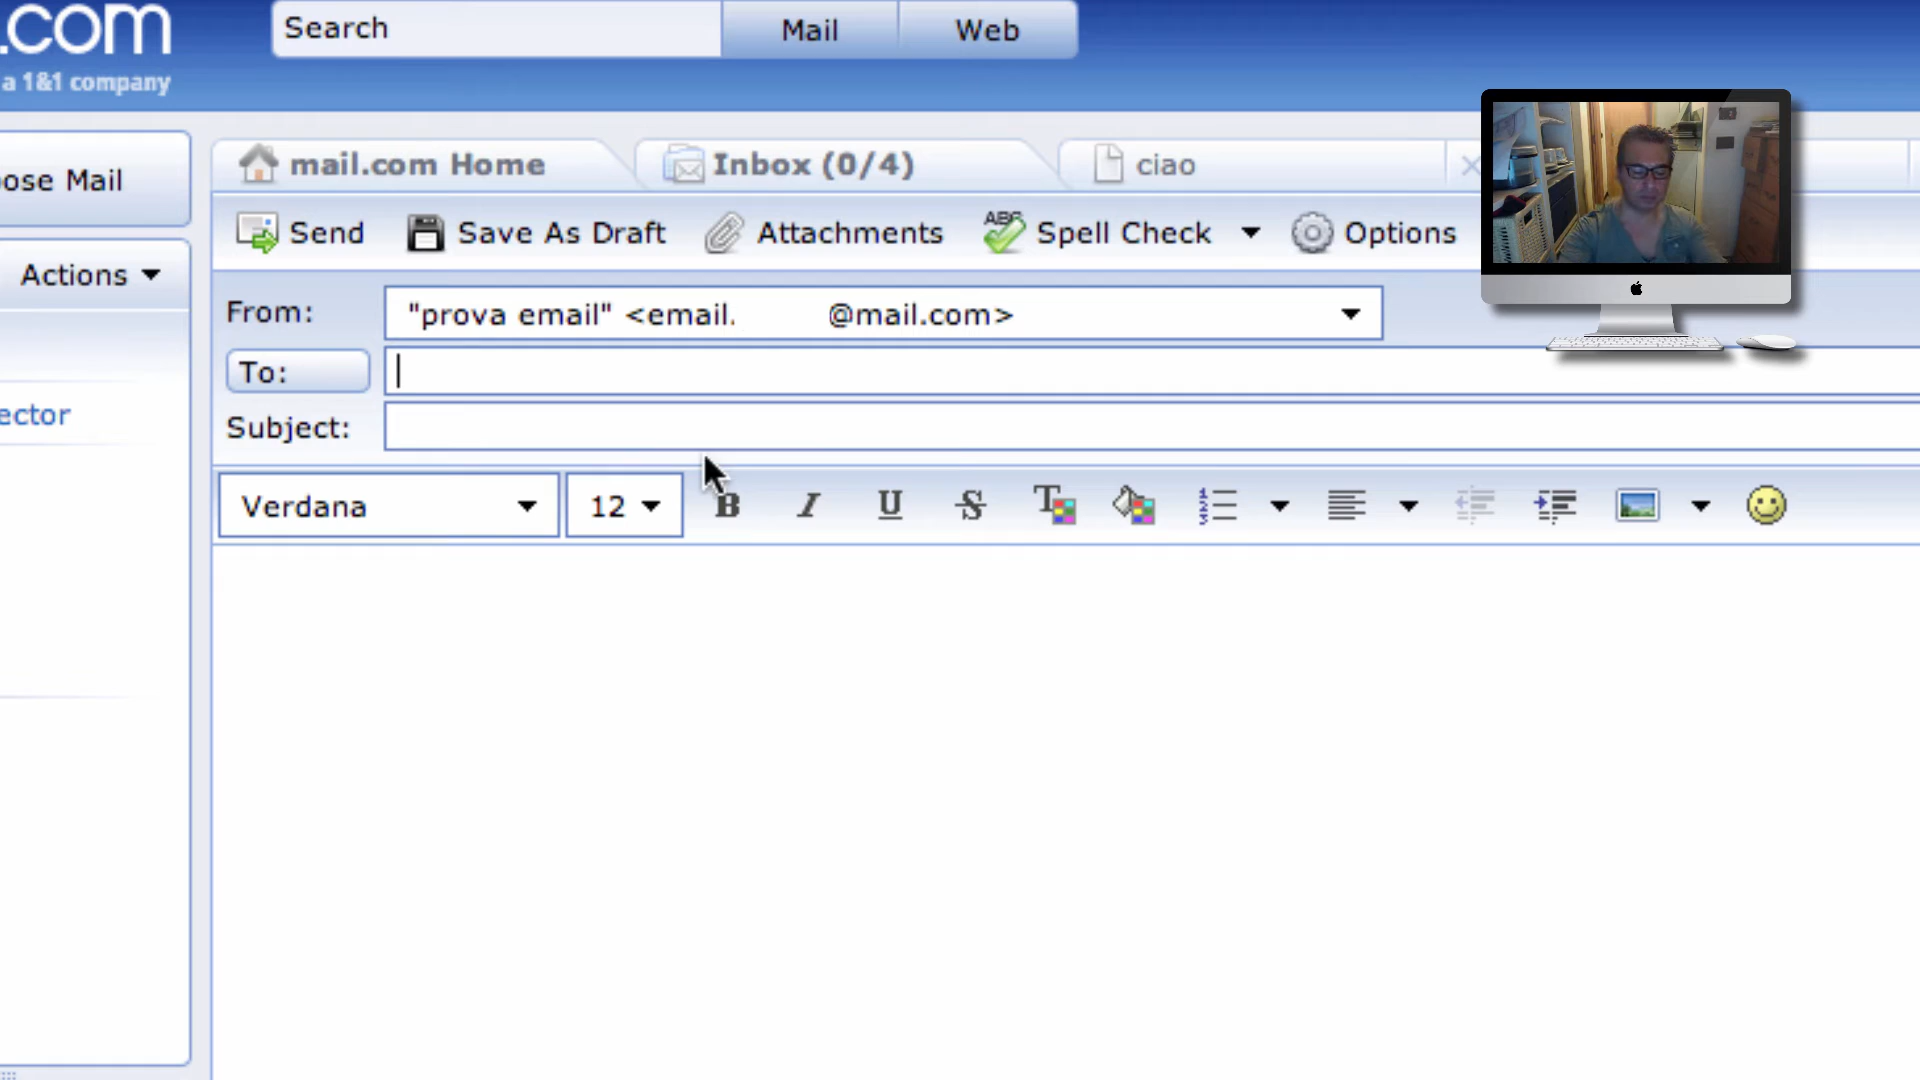 .com
a 1&1 company
Search
Mail
Web
ose Mail
mail.com Home
Inbox (0/4)
ciao
Send
Save As Draft
Attachments
ABC
Spell Check
Options
Actions
From:
"prova email" <email. @mail.com>
To:
ector
Subject:
Verdana
12
B
I
U
S
T